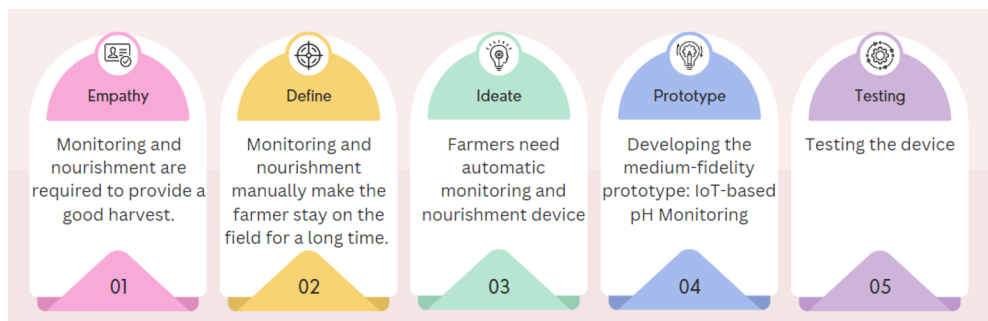 Empathy
Monitoring and
nourishment are
required to provide a
good harvest.
01
Define
Monitoring and
nourishment
manually make the
farmer stay on the
field for a long time.
02
Ideate
Farmers need
automatic
monitoring and
nourishment device
03
Prototype
Developing the
medium-fidelity
prototype: IoT-based
pH Monitoring
04
Testing
Testing the device
05